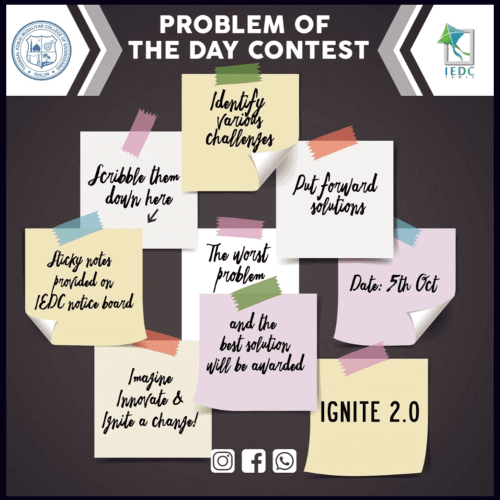 PROBLEM OF
THE DAY CONTEST
IEDC
Identify
various
challenges
Scribble them
down here
Put forward
solutions
Sticky notes
provided on
IEDC notice board
The worst
problem
Date: 5th Oct
and the
best solution
will be awarded
Imagine
Innovate &
Ignite a change!
IGNITE 2.0